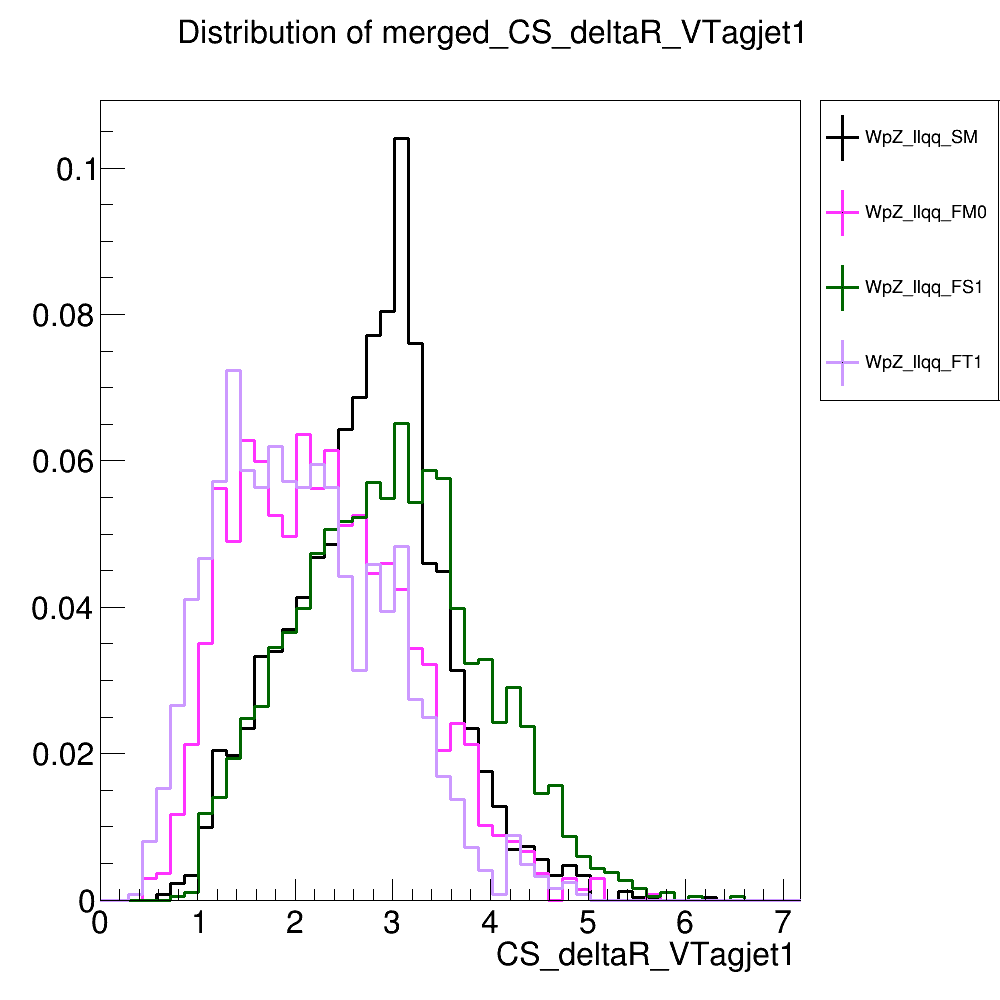 Distribution of merged_CS_deltaR_VTagjet1
WpZ_llqq_SM
WpZ_llqq_FM0
WpZ_llqq_FS1
WpZ_llqq_FT1
0.1
0.08
0.06
0.04
0.02
0
0 1 2 3 4 5 6 7
CS_deltaR_VTagjet1